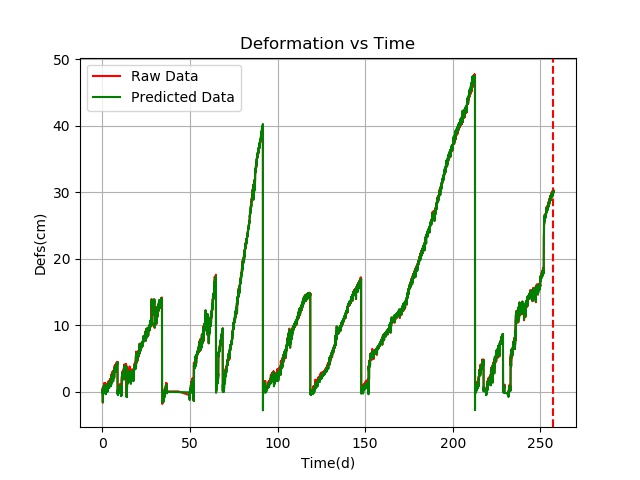 Deformation vs Time
Raw Data
Predicted Data
Defs(cm)
50
40
30
20
10
0
0 50 100 150 200 250
Time(d)